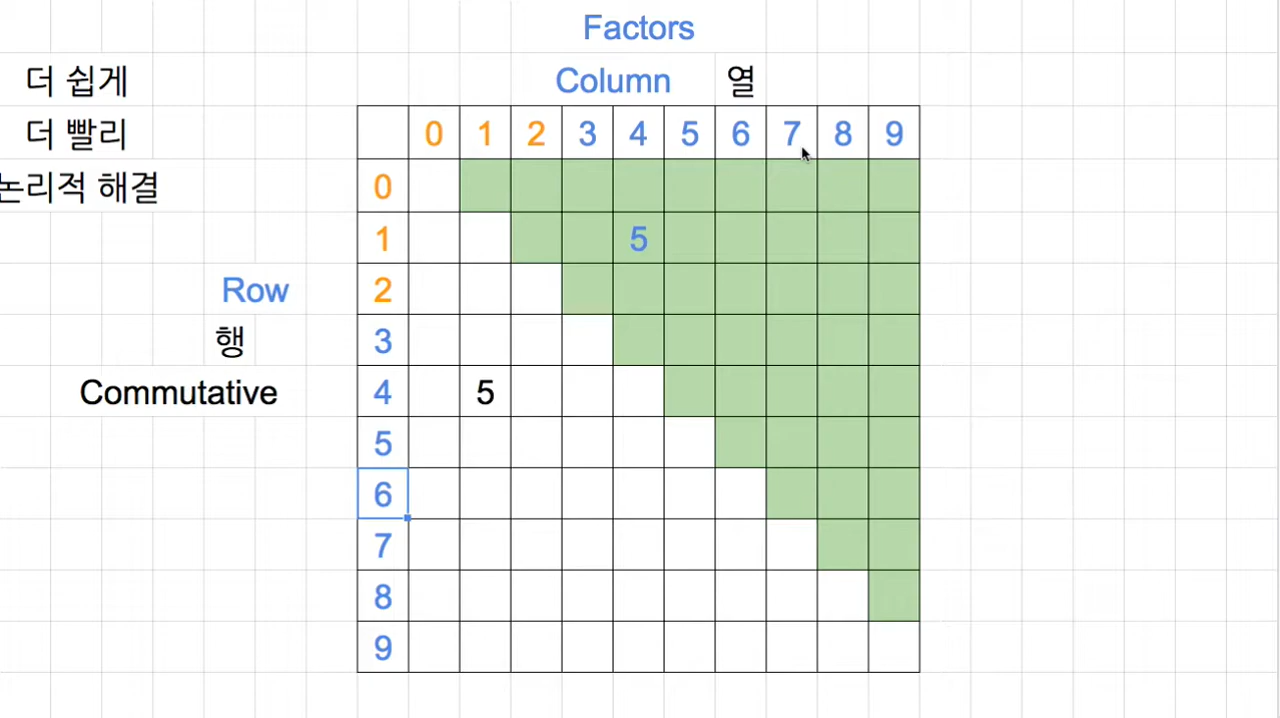 Factors
더 쉽게 Column 열
더 빨리 0 1 2 3 4 5 6 7 8 9
논리적 해결 0
1 5
Row 2
행 3
Commutative 4 5
5
6
7
8
9